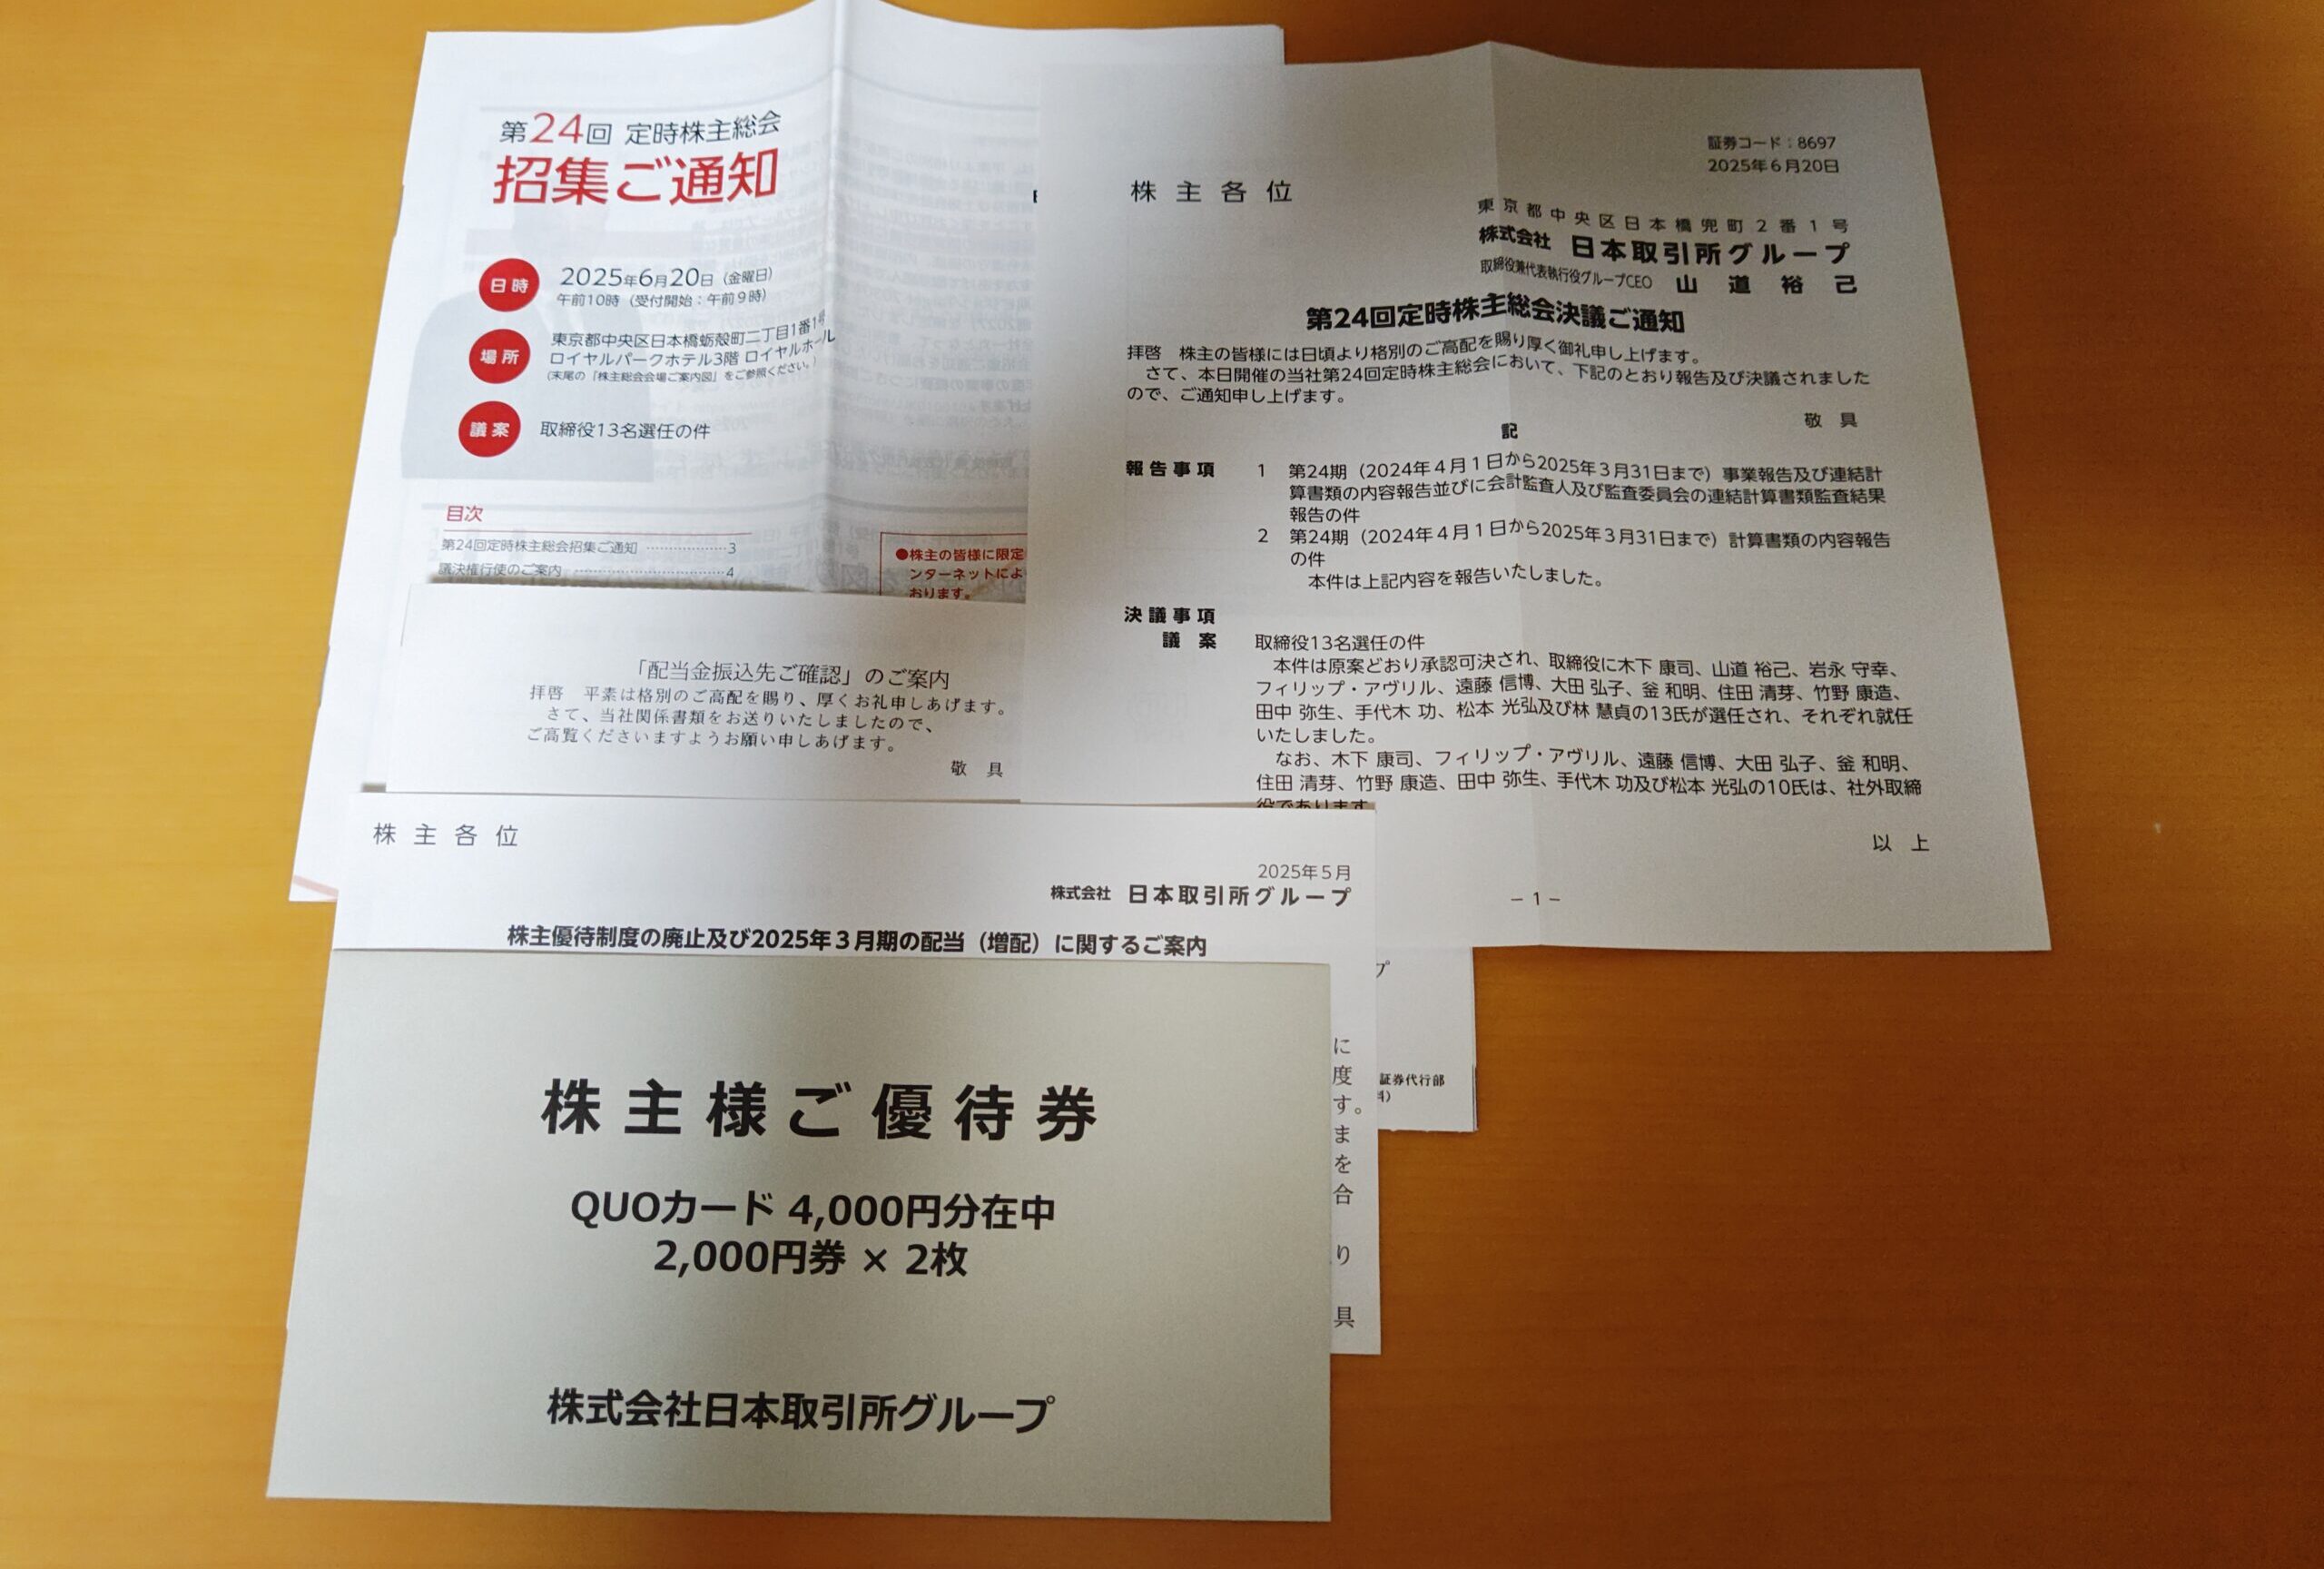 第24回 定時株主総会
招集ご通知
日時
2025年6月20日（金曜日）
午前10時（受付開始：午前9時）
場所
東京都中央区日本橋蛎殻町二丁目1番1号
ロイヤルパークホテル3階 ロイヤルホール
（末尾の「株主総会会場ご案内図」をご参照ください。）
議案
取締役13名選任の件
目次
第24回定時株主総会招集ご通知 ………………3
議決権行使のご案内 ………………………………4
●株主の皆様に限定
ンターネットによ
おります。
証券コード：8697
2025年6月20日
株主各位
東京都中央区日本橋兜町2番1号
株式会社 日本取引所グループ
取締役兼代表執行役グループCEO 山道裕己
第24回定時株主総会決議ご通知
拝啓　株主の皆様には日頃より格別のご高配を賜り厚く御礼申し上げます。
さて、本日開催の当社第24回定時株主総会において、下記のとおり報告及び決議されました
ので、ご通知申し上げます。
敬具
記
報告事項 1 第24期（2024年4月1日から2025年3月31日まで）事業報告及び連結計
算書類の内容報告並びに会計監査人及び監査委員会の連結計算書類監査結果
報告の件
2 第24期（2024年4月1日から2025年3月31日まで）計算書類の内容報告
の件
本件は上記内容を報告いたしました。
決議事項
議案 取締役13名選任の件
本件は原案どおり承認可決され、取締役に木下 康司、山道 裕己、岩永 守幸、
フィリップ・アヴリル、遠藤 信博、大田 弘子、釡 和明、住田 清芽、竹野 康造、
田中 弥生、手代木 功、松本 光弘及び林 慧貞の13氏が選任され、それぞれ就任
いたしました。
なお、木下 康司、フィリップ・アヴリル、遠藤 信博、大田 弘子、釡 和明、
住田 清芽、竹野 康造、田中 弥生、手代木 功及び松本 光弘の10氏は、社外取締
役であります。
以上
－1－
「配当金振込先ご確認」のご案内
拝啓　平素は格別のご高配を賜り、厚くお礼申しあげます。
さて、当社関係書類をお送りいたしましたので、
ご高覧くださいますようお願い申しあげます。
敬具
株主各位
2025年5月
株式会社 日本取引所グループ
株主優待制度の廃止及び2025年3月期の配当（増配）に関するご案内
プ
に
度
す。
ま
を
合
り
具
証券代行部
株主様ご優待券
QUOカード 4,000円分在中
2,000円券 × 2枚
株式会社日本取引所グループ